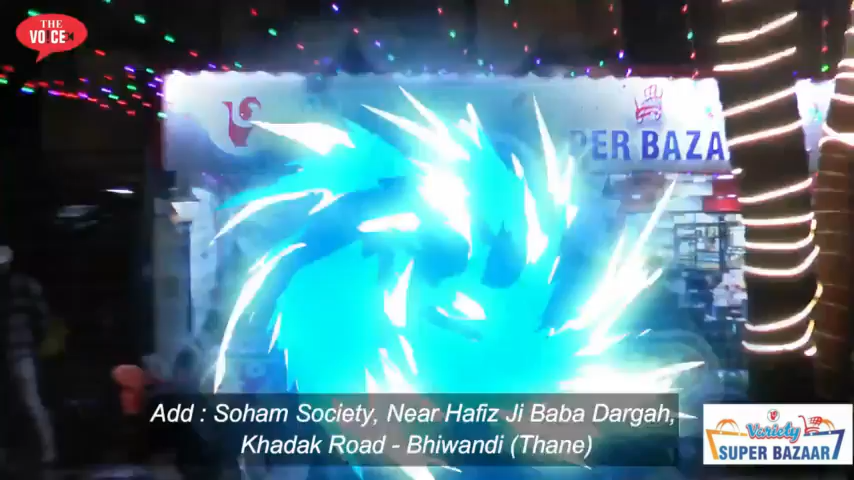 THE
VOICE
PER BAZA
Add : Soham Society, Near Hafiz Ji Baba Dargah,
Khadak Road - Bhiwandi (Thane)
Variety
SUPER BAZAAR